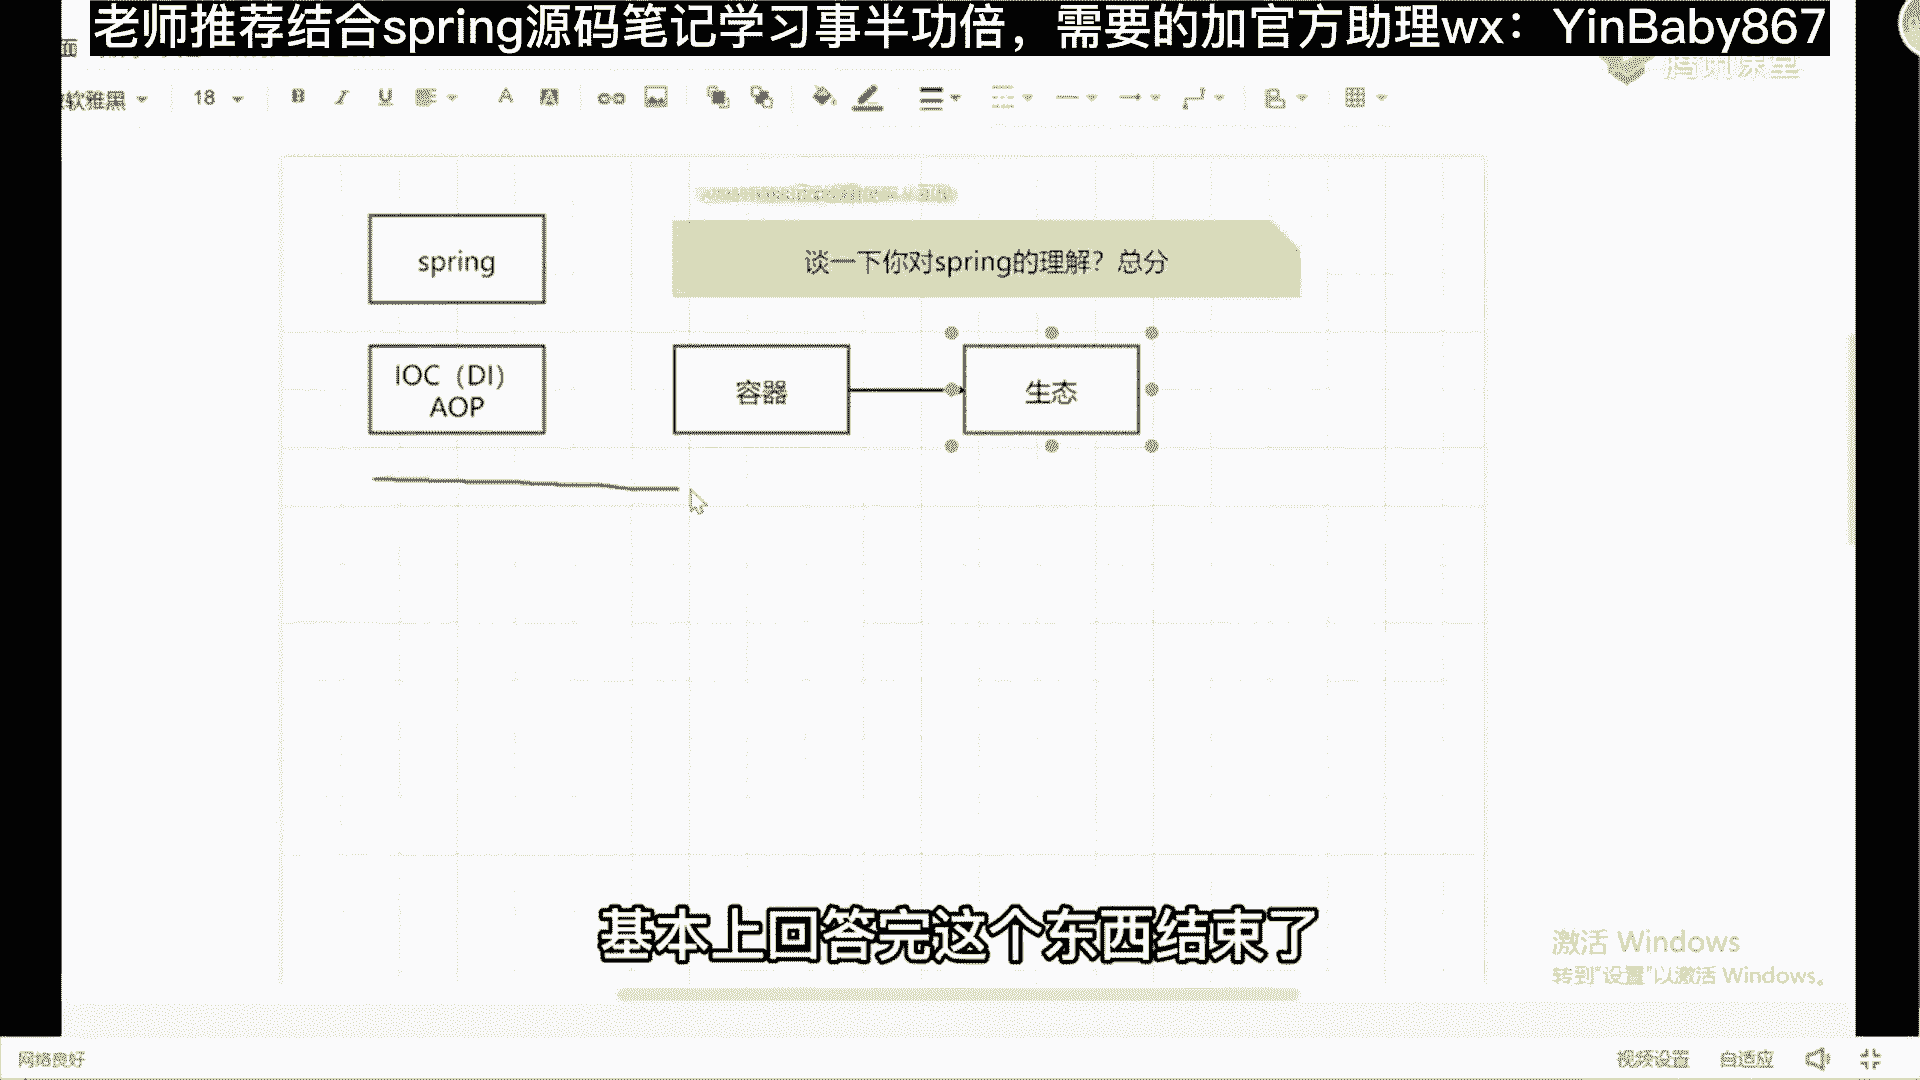 老师推荐结合spring源码笔记学习事半功倍，需要的加官方助理wx：YinBaby867
面
腾讯课堂
软雅黑
18
B I U
A A
spring
谈一下你对spring的理解？总分
IOC（DI）
AOP
容器
生态
基本上回答完这个东西结束了
激活 Windows
转到"设置"以激活 Windows。
网络良好
视频设置
自适应